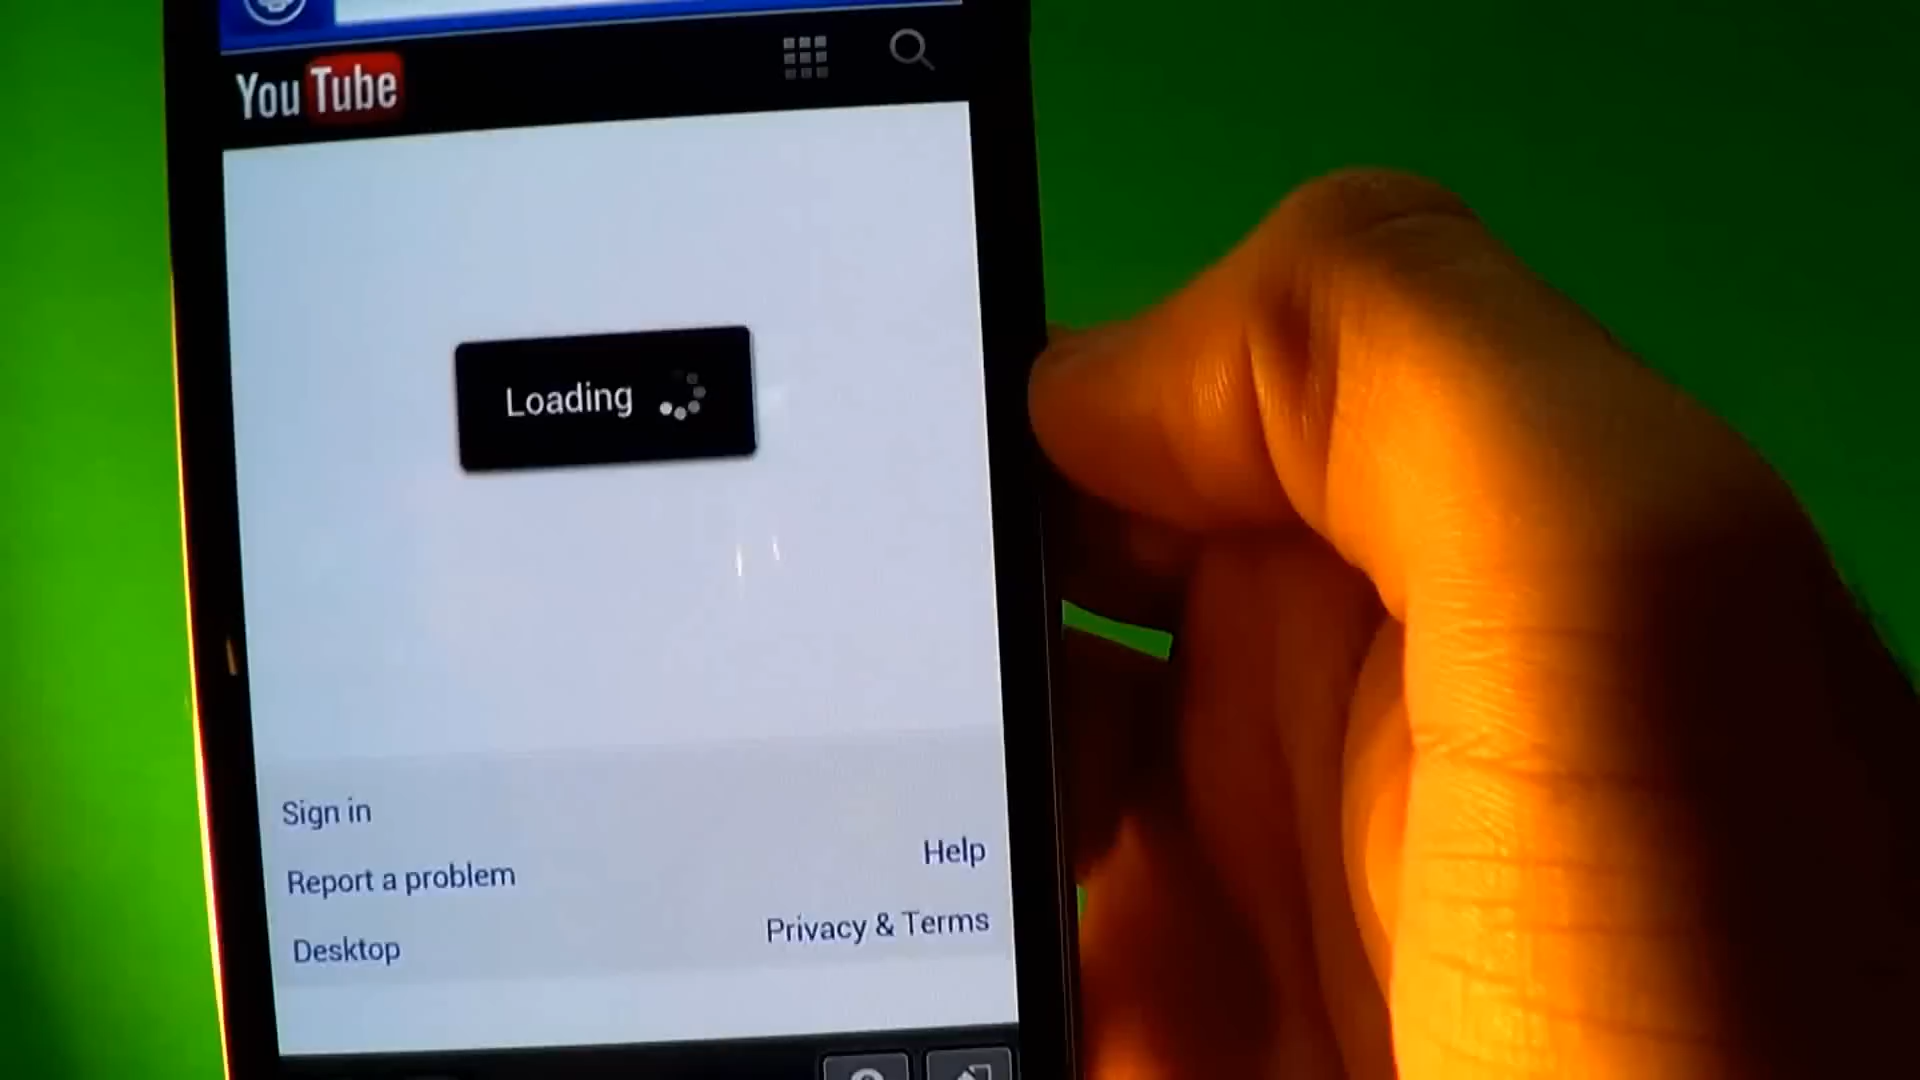 YouTube
Loading
Sign in
Help
Report a problem
Privacy & Terms
Desktop